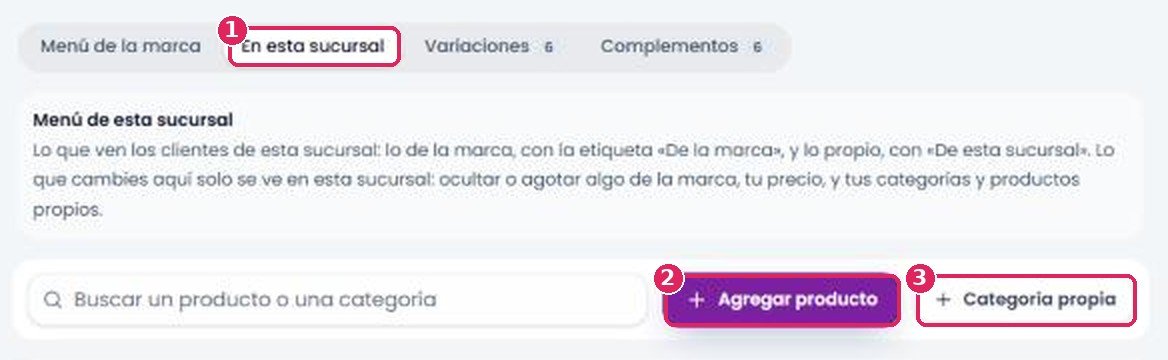 Menú de la marca
1
En esta sucursal
Variaciones 6
Complementos 6
Menú de esta sucursal
Lo que ven los clientes de esta sucursal: lo de la marca, con la etiqueta «De la marca», y lo propio, con «De esta sucursal». Lo
que cambies aquí solo se ve en esta sucursal: ocultar o agotar algo de la marca, tu precio, y tus categorías y productos
propios.
Buscar un producto o una categoría
2
+ Agregar producto
3
+ Categoría propia